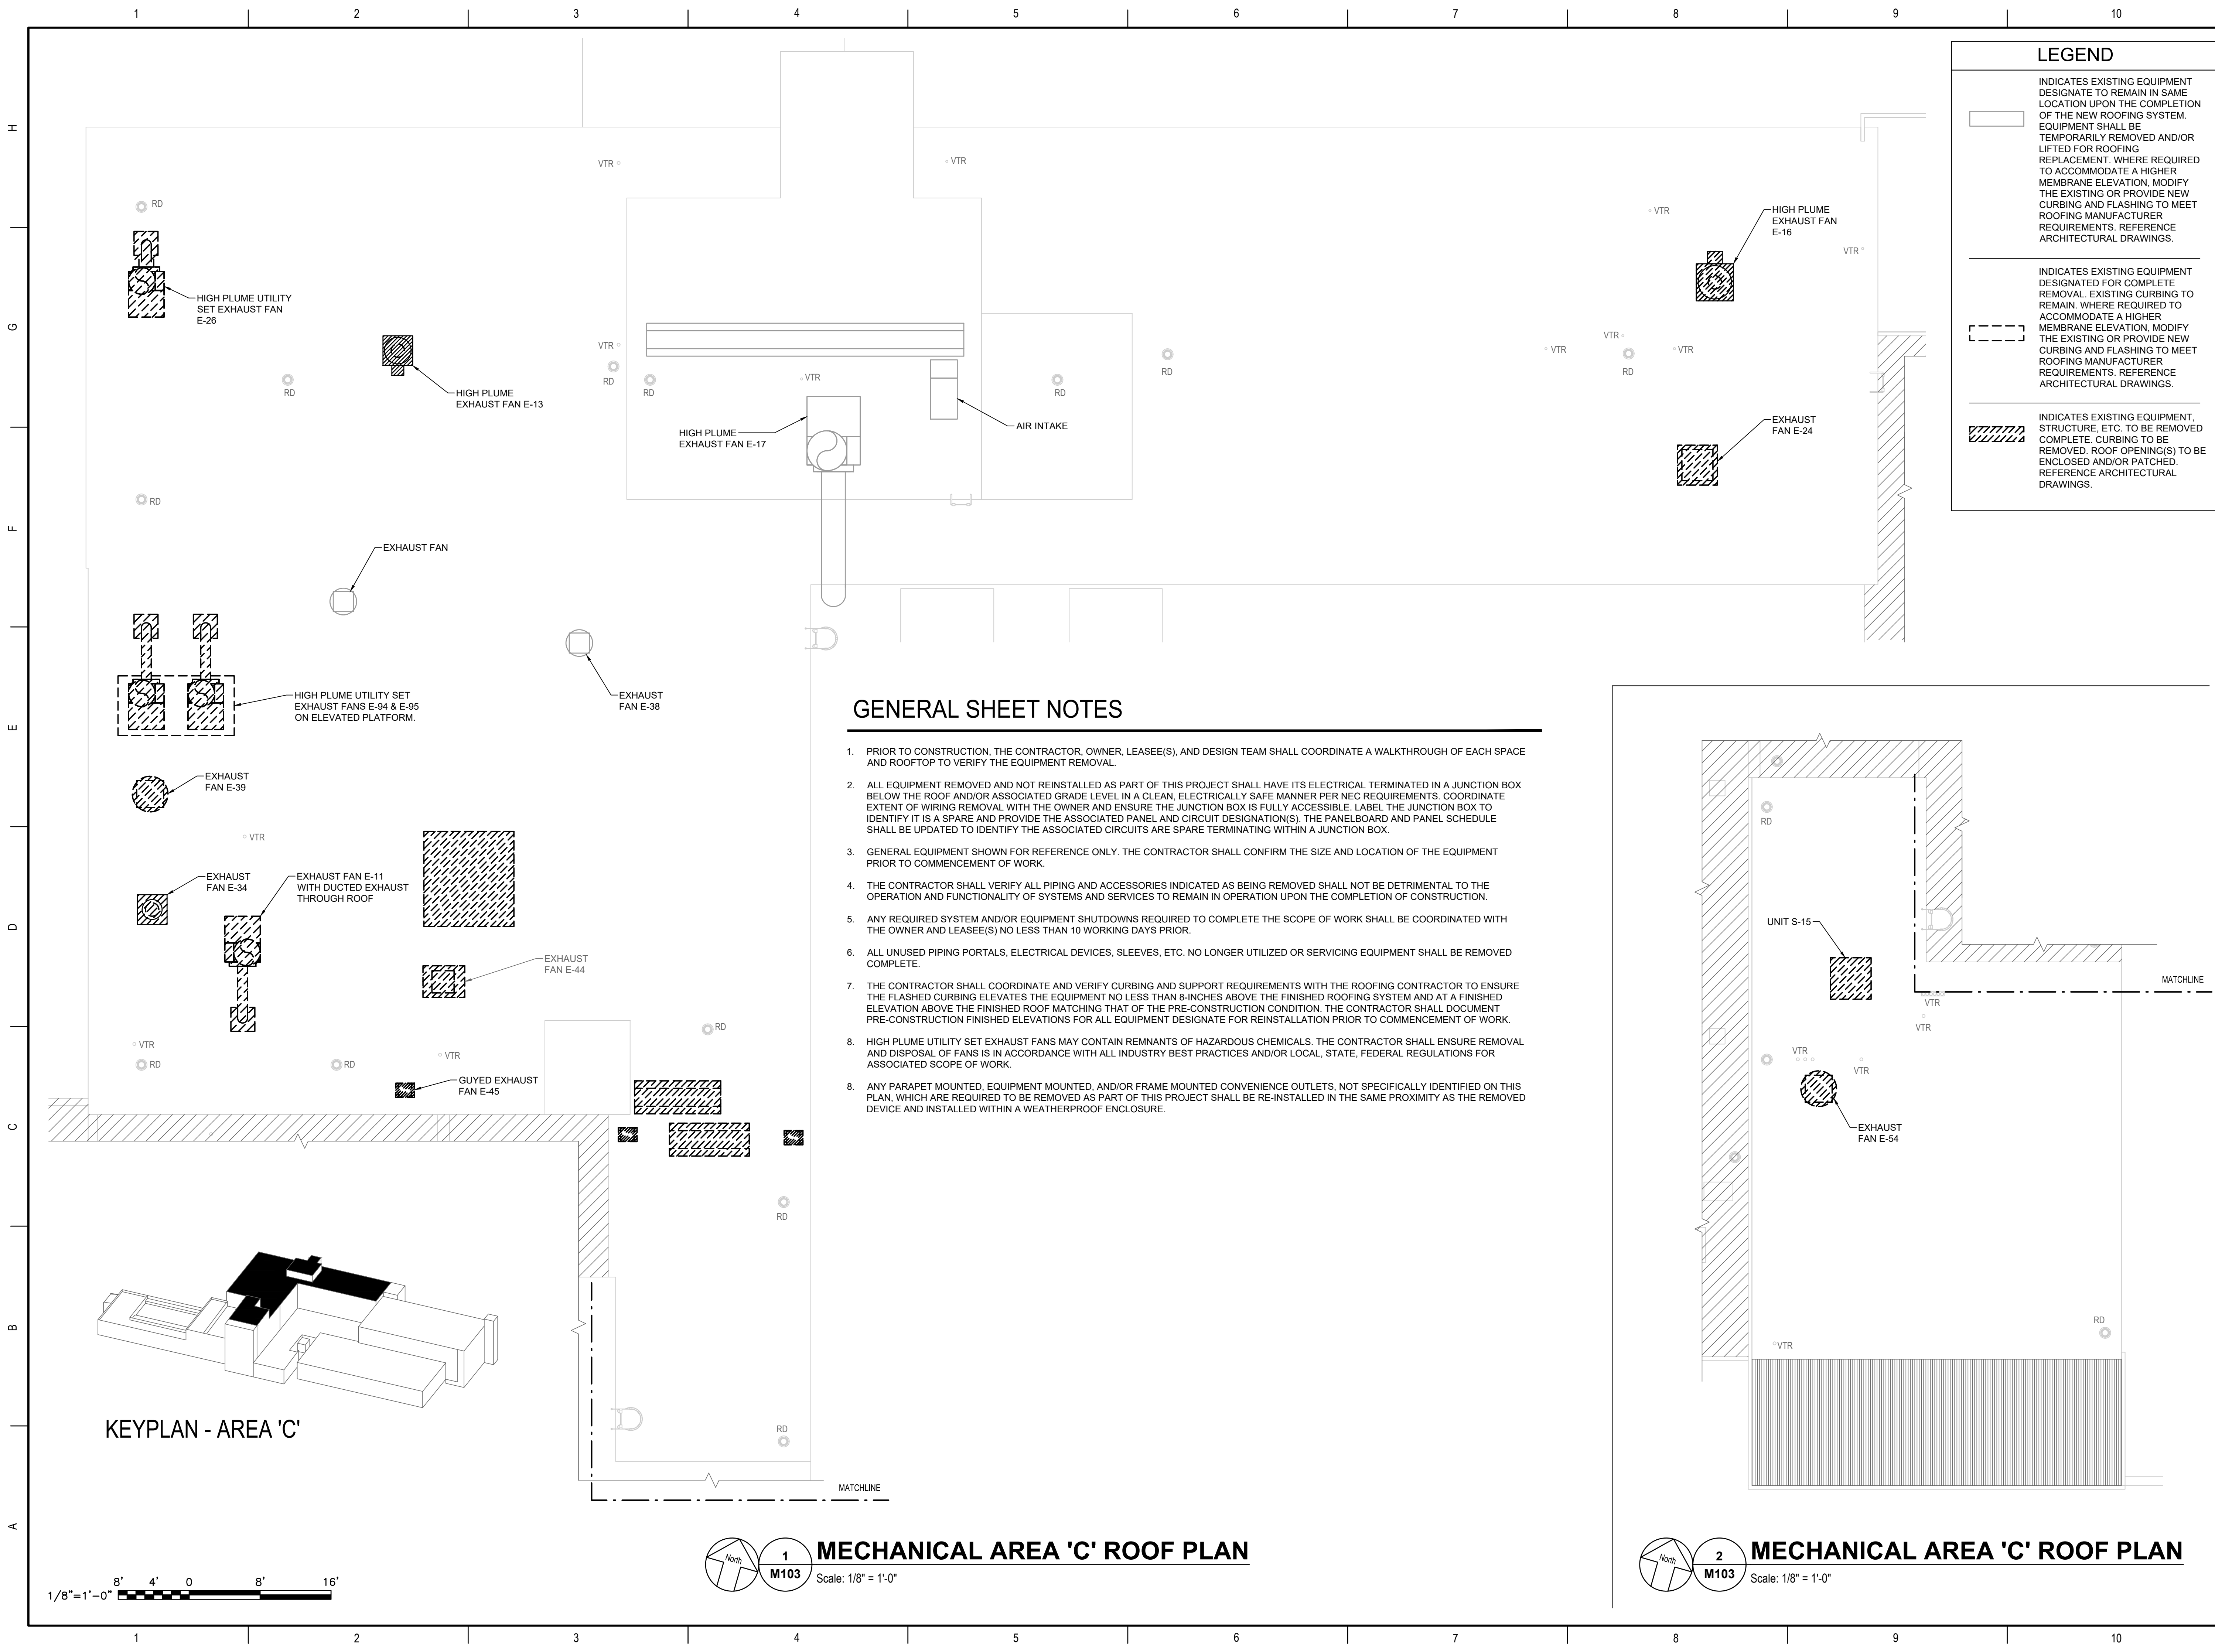 1 2 3 4 5 6 7 8 9 10
H
G
F
E
D
C
B
A
LEGEND
INDICATES EXISTING EQUIPMENT
DESIGNATE TO REMAIN IN SAME
LOCATION UPON THE COMPLETION
OF THE NEW ROOFING SYSTEM.
EQUIPMENT SHALL BE
TEMPORARILY REMOVED AND/OR
LIFTED FOR ROOFING
REPLACEMENT. WHERE REQUIRED
TO ACCOMMODATE A HIGHER
MEMBRANE ELEVATION, MODIFY
THE EXISTING OR PROVIDE NEW
CURBING AND FLASHING TO MEET
ROOFING MANUFACTURER
REQUIREMENTS. REFERENCE
ARCHITECTURAL DRAWINGS.
INDICATES EXISTING EQUIPMENT
DESIGNATED FOR COMPLETE
REMOVAL. EXISTING CURBING TO
REMAIN. WHERE REQUIRED TO
ACCOMMODATE A HIGHER
MEMBRANE ELEVATION, MODIFY
THE EXISTING OR PROVIDE NEW
CURBING AND FLASHING TO MEET
ROOFING MANUFACTURER
REQUIREMENTS. REFERENCE
ARCHITECTURAL DRAWINGS.
INDICATES EXISTING EQUIPMENT,
STRUCTURE, ETC. TO BE REMOVED
COMPLETE. CURBING TO BE
REMOVED. ROOF OPENING(S) TO BE
ENCLOSED AND/OR PATCHED.
REFERENCE ARCHITECTURAL
DRAWINGS.
VTR
VTR
RD
VTR
HIGH PLUME
EXHAUST FAN
E-16
VTR
HIGH PLUME UTILITY
SET EXHAUST FAN
E-26
VTR
VTR
VTR
VTR
RD
RD
RD
HIGH PLUME
EXHAUST FAN E-13
RD
RD
VTR
RD
AIR INTAKE
HIGH PLUME
EXHAUST FAN E-17
EXHAUST
FAN E-24
RD
RD
EXHAUST FAN
HIGH PLUME UTILITY SET
EXHAUST FANS E-94 & E-95
ON ELEVATED PLATFORM.
EXHAUST
FAN E-38
EXHAUST
FAN E-39
VTR
EXHAUST
FAN E-34
EXHAUST FAN E-11
WITH DUCTED EXHAUST
THROUGH ROOF
EXHAUST
FAN E-44
RD
VTR
RD
RD
VTR
GUYED EXHAUST
FAN E-45
RD
RD
MATCHLINE
GENERAL SHEET NOTES
1. PRIOR TO CONSTRUCTION, THE CONTRACTOR, OWNER, LEASEE(S), AND DESIGN TEAM SHALL COORDINATE A WALKTHROUGH OF EACH SPACE
AND ROOFTOP TO VERIFY THE EQUIPMENT REMOVAL.
2. ALL EQUIPMENT REMOVED AND NOT REINSTALLED AS PART OF THIS PROJECT SHALL HAVE ITS ELECTRICAL TERMINATED IN A JUNCTION BOX
BELOW THE ROOF AND/OR ASSOCIATED GRADE LEVEL IN A CLEAN, ELECTRICALLY SAFE MANNER PER NEC REQUIREMENTS. COORDINATE
EXTENT OF WIRING REMOVAL WITH THE OWNER AND ENSURE THE JUNCTION BOX IS FULLY ACCESSIBLE. LABEL THE JUNCTION BOX TO
IDENTIFY IT IS A SPARE AND PROVIDE THE ASSOCIATED PANEL AND CIRCUIT DESIGNATION(S). THE PANELBOARD AND PANEL SCHEDULE
SHALL BE UPDATED TO IDENTIFY THE ASSOCIATED CIRCUITS ARE SPARE TERMINATING WITHIN A JUNCTION BOX.
3. GENERAL EQUIPMENT SHOWN FOR REFERENCE ONLY. THE CONTRACTOR SHALL CONFIRM THE SIZE AND LOCATION OF THE EQUIPMENT
PRIOR TO COMMENCEMENT OF WORK.
4. THE CONTRACTOR SHALL VERIFY ALL PIPING AND ACCESSORIES INDICATED AS BEING REMOVED SHALL NOT BE DETRIMENTAL TO THE
OPERATION AND FUNCTIONALITY OF SYSTEMS AND SERVICES TO REMAIN IN OPERATION UPON THE COMPLETION OF CONSTRUCTION.
5. ANY REQUIRED SYSTEM AND/OR EQUIPMENT SHUTDOWNS REQUIRED TO COMPLETE THE SCOPE OF WORK SHALL BE COORDINATED WITH
THE OWNER AND LEASEE(S) NO LESS THAN 10 WORKING DAYS PRIOR.
6. ALL UNUSED PIPING PORTALS, ELECTRICAL DEVICES, SLEEVES, ETC. NO LONGER UTILIZED OR SERVICING EQUIPMENT SHALL BE REMOVED
COMPLETE.
7. THE CONTRACTOR SHALL COORDINATE AND VERIFY CURBING AND SUPPORT REQUIREMENTS WITH THE ROOFING CONTRACTOR TO ENSURE
THE FLASHED CURBING ELEVATES THE EQUIPMENT NO LESS THAN 8-INCHES ABOVE THE FINISHED ROOFING SYSTEM AND AT A FINISHED
ELEVATION ABOVE THE FINISHED ROOF MATCHING THAT OF THE PRE-CONSTRUCTION CONDITION. THE CONTRACTOR SHALL DOCUMENT
PRE-CONSTRUCTION FINISHED ELEVATIONS FOR ALL EQUIPMENT DESIGNATE FOR REINSTALLATION PRIOR TO COMMENCEMENT OF WORK.
8. HIGH PLUME UTILITY SET EXHAUST FANS MAY CONTAIN REMNANTS OF HAZARDOUS CHEMICALS. THE CONTRACTOR SHALL ENSURE REMOVAL
AND DISPOSAL OF FANS IS IN ACCORDANCE WITH ALL INDUSTRY BEST PRACTICES AND/OR LOCAL, STATE, FEDERAL REGULATIONS FOR
ASSOCIATED SCOPE OF WORK.
8. ANY PARAPET MOUNTED, EQUIPMENT MOUNTED, AND/OR FRAME MOUNTED CONVENIENCE OUTLETS, NOT SPECIFICALLY IDENTIFIED ON THIS
PLAN, WHICH ARE REQUIRED TO BE REMOVED AS PART OF THIS PROJECT SHALL BE RE-INSTALLED IN THE SAME PROXIMITY AS THE REMOVED
DEVICE AND INSTALLED WITHIN A WEATHERPROOF ENCLOSURE.
RD
UNIT S-15
MATCHLINE
VTR
VTR
VTR
VTR
EXHAUST
FAN E-54
RD
VTR
KEYPLAN - AREA 'C'
1/8"=1'-0"
8' 4' 0 8' 16'
North
1
M103
MECHANICAL AREA 'C' ROOF PLAN
Scale: 1/8" = 1'-0"
North
2
M103
MECHANICAL AREA 'C' ROOF PLAN
Scale: 1/8" = 1'-0"
1 2 3 4 5 6 7 8 9 10